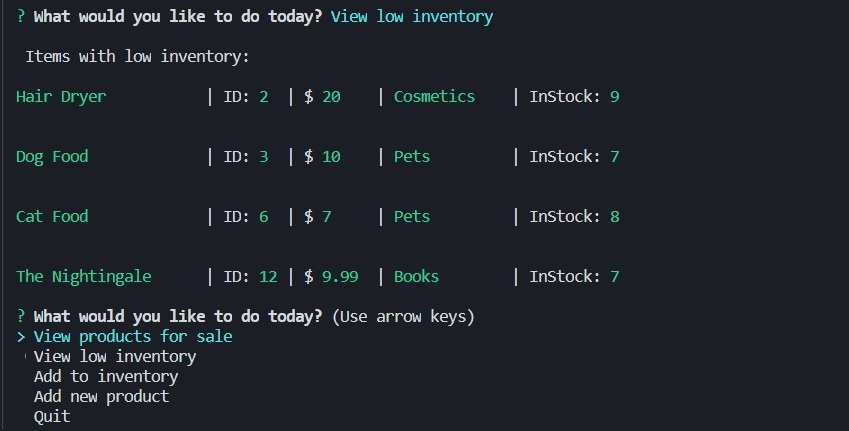 ? What would you like to do today? View low inventory
Items with low inventory:
Hair Dryer | ID: 2 | $ 20 | Cosmetics | InStock: 9
Dog Food | ID: 3 | $ 10 | Pets | InStock: 7
Cat Food | ID: 6 | $ 7 | Pets | InStock: 8
The Nightingale | ID: 12 | $ 9.99 | Books | InStock: 7
? What would you like to do today? (Use arrow keys)
> View products for sale
View low inventory
Add to inventory
Add new product
Quit